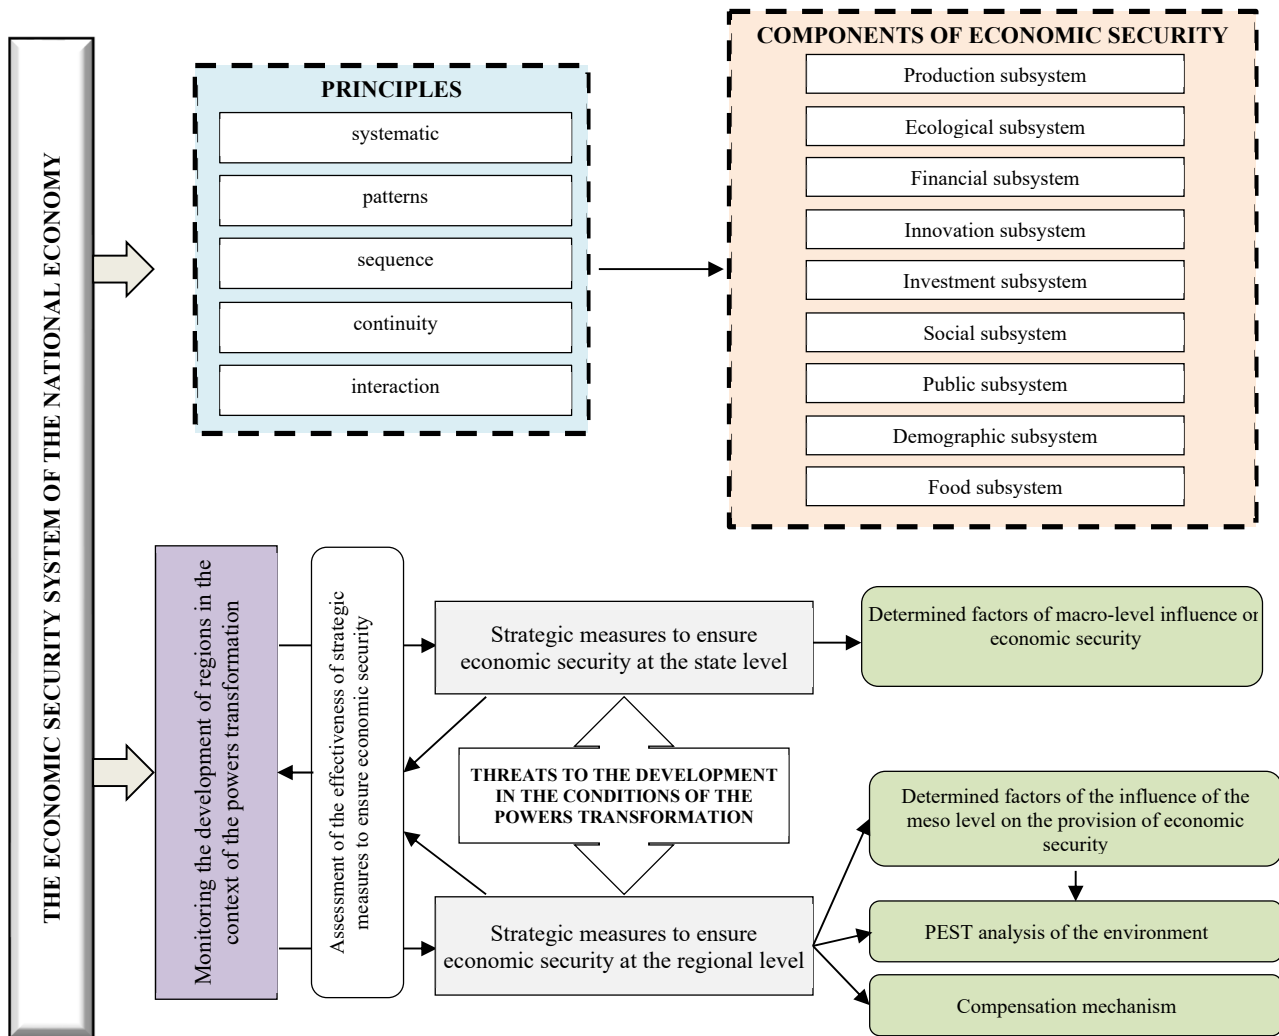 THE ECONOMIC SECURITY SYSTEM OF THE NATIONAL ECONOMY
PRINCIPLES
systematic
patterns
sequence
continuity
interaction
COMPONENTS OF ECONOMIC SECURITY
Production subsystem
Ecological subsystem
Financial subsystem
Innovation subsystem
Investment subsystem
Social subsystem
Public subsystem
Demographic subsystem
Food subsystem
Monitoring the development of regions in the
context of the powers transformation
Assessment of the effectiveness of strategic
measures to ensure economic security
Strategic measures to ensure
economic security at the state level
Determined factors of macro-level influence on
economic security
THREATS TO THE DEVELOPMENT
IN THE CONDITIONS OF THE
POWERS TRANSFORMATION
Strategic measures to ensure
economic security at the regional level
Determined factors of the influence of the
meso level on the provision of economic
security
PEST analysis of the environment
Compensation mechanism